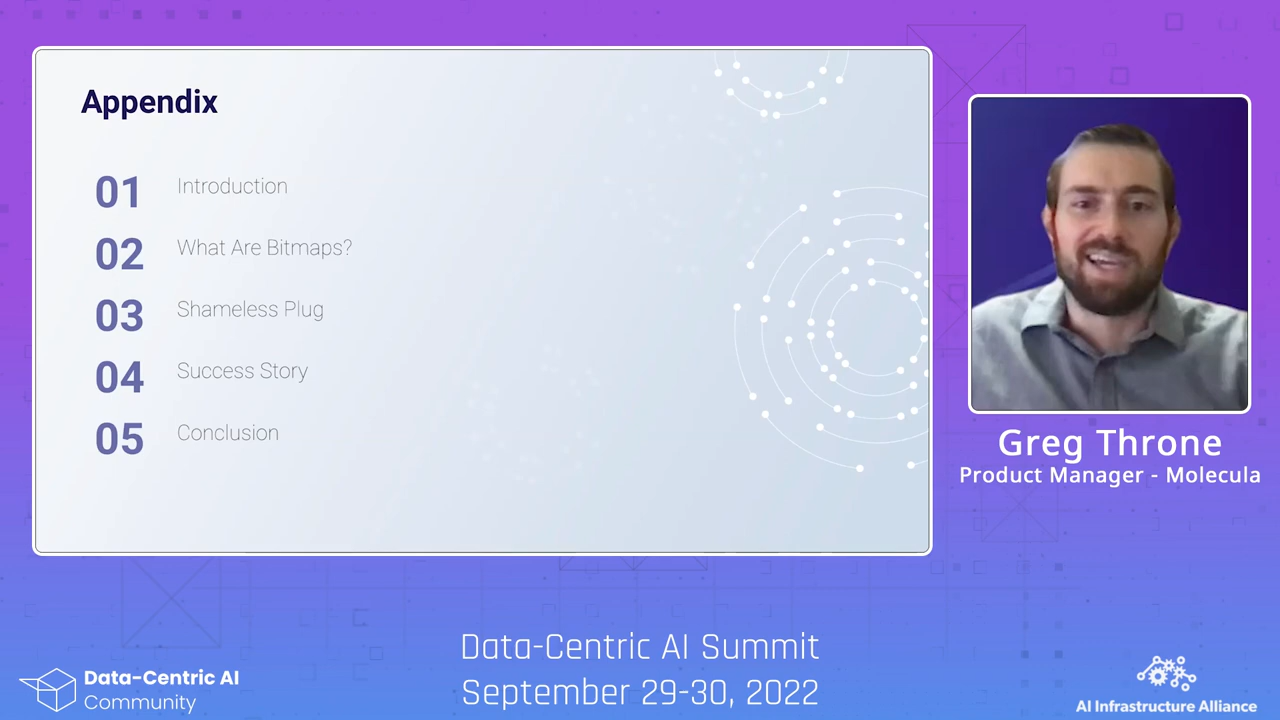 Appendix
01 Introduction
02 What Are Bitmaps?
03 Shameless Plug
04 Success Story
05 Conclusion
Greg Throne
Product Manager - Molecula
Data-Centric AI Summit
September 29-30, 2022
Data-Centric AI
Community
AI Infrastructure Alliance